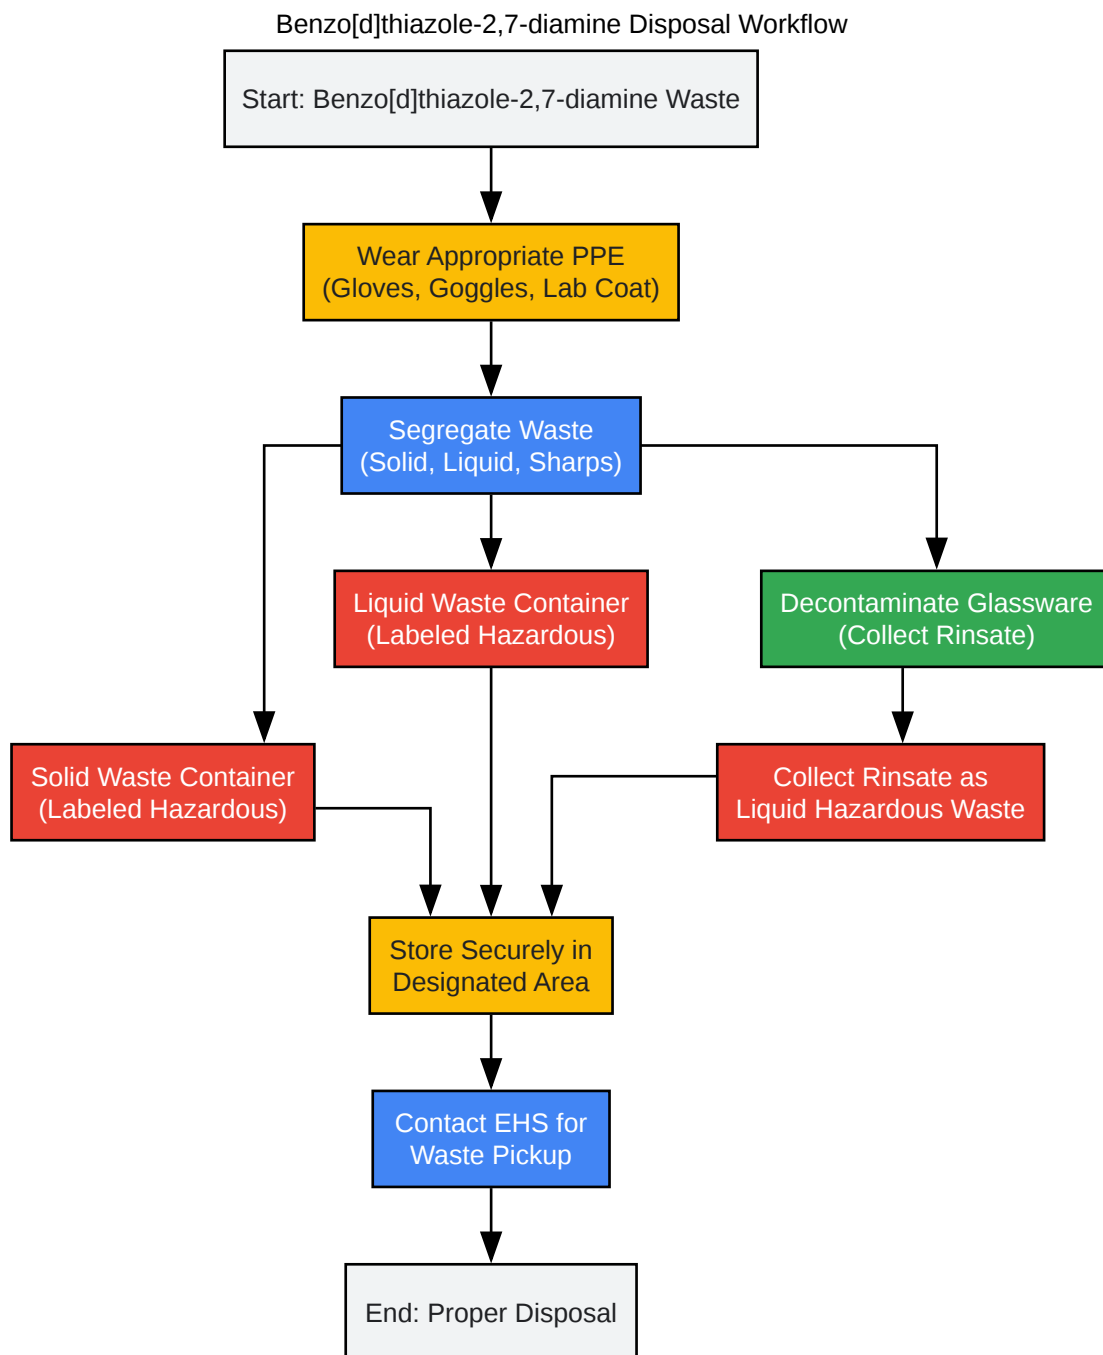 Benzo[d]thiazole-2,7-diamine Disposal Workflow
Start: Benzo[d]thiazole-2,7-diamine Waste
Wear Appropriate PPE
(Gloves, Goggles, Lab Coat)
Segregate Waste
(Solid, Liquid, Sharps)
Liquid Waste Container
(Labeled Hazardous)
Decontaminate Glassware
(Collect Rinsate)
Solid Waste Container
(Labeled Hazardous)
Collect Rinsate as
Liquid Hazardous Waste
Store Securely in
Designated Area
Contact EHS for
Waste Pickup
End: Proper Disposal